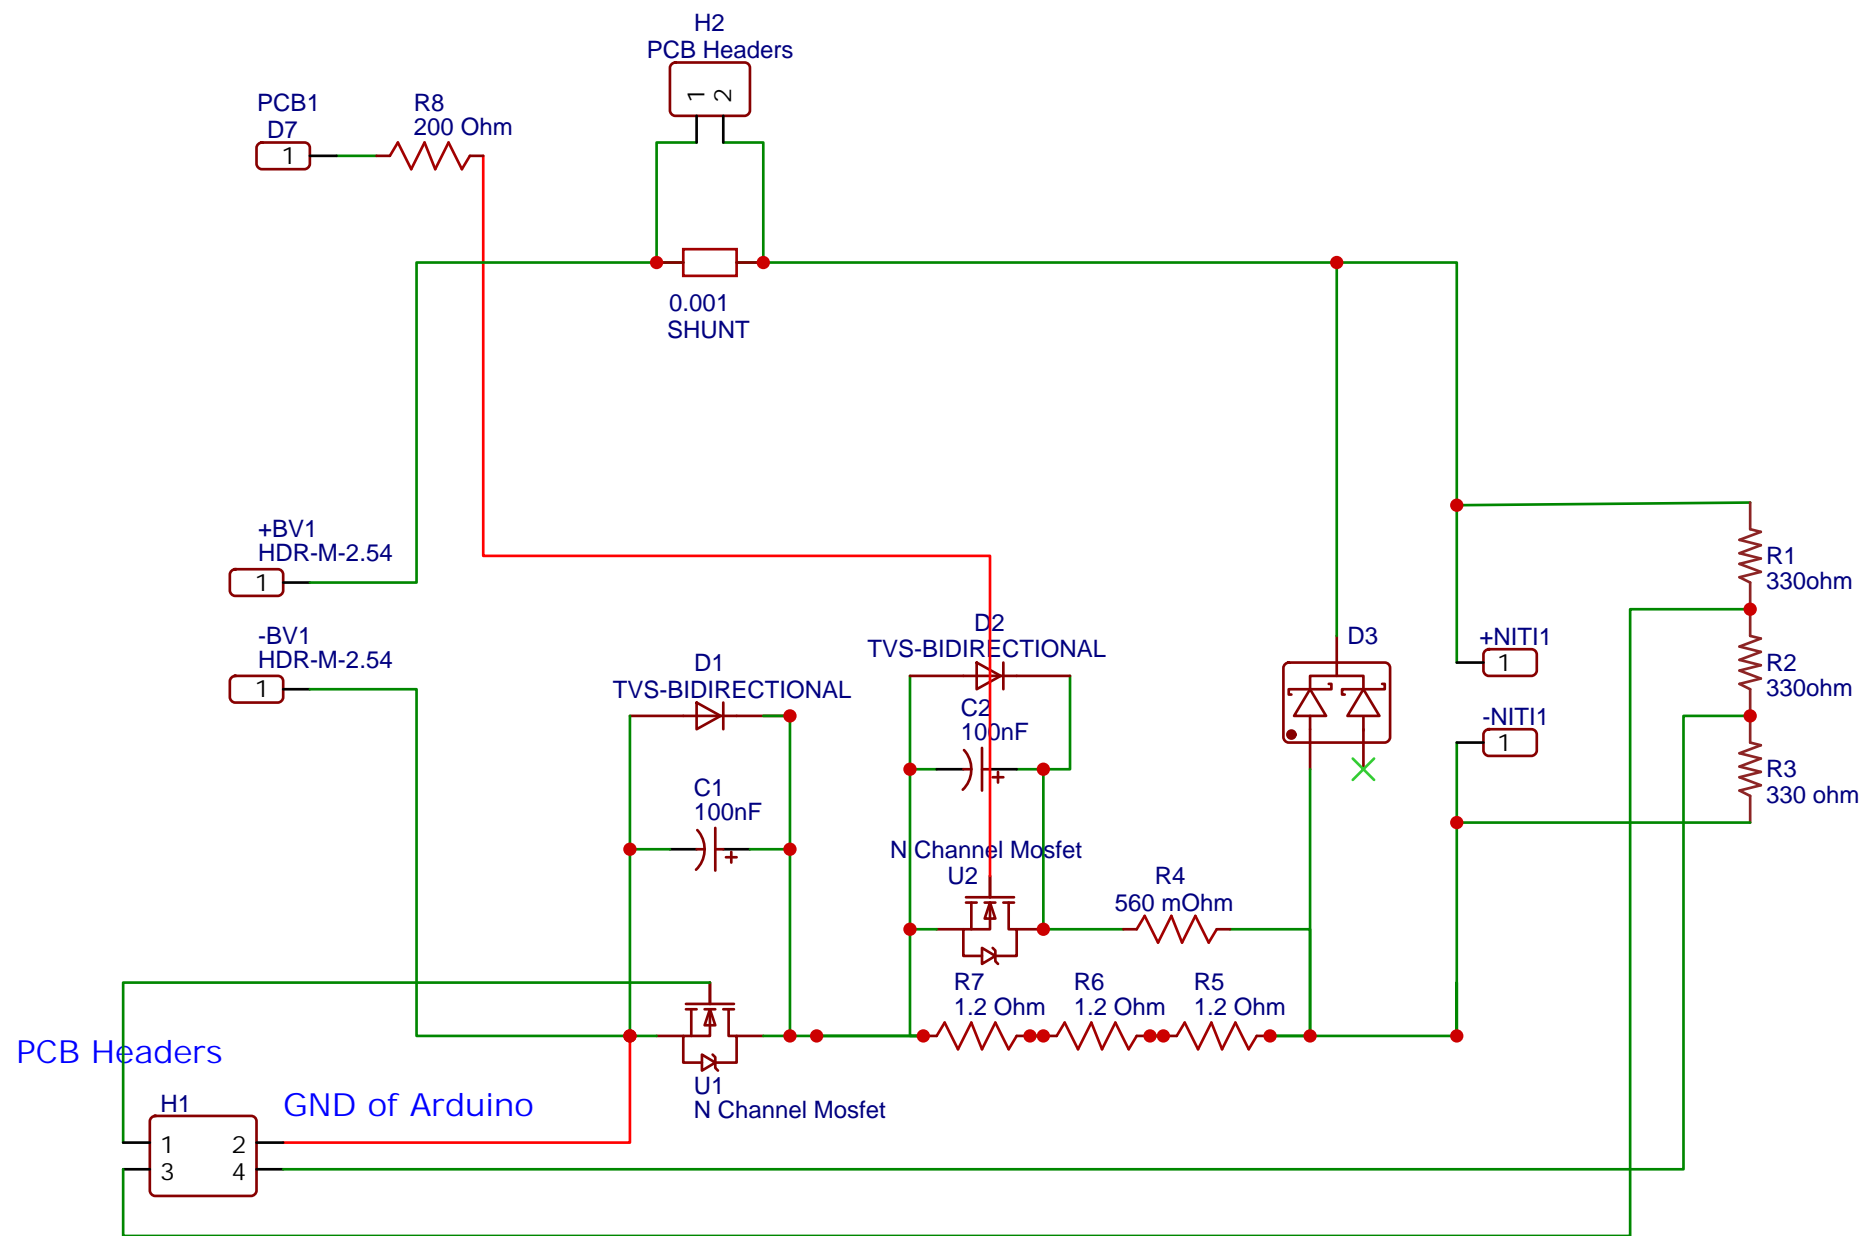 H2
PCB Headers
1 2
PCB1
D7
1
R8
200 Ohm
0.001
SHUNT
+BV1
HDR-M-2.54
1
-BV1
HDR-M-2.54
1
D1
TVS-BIDIRECTIONAL
C1
100nF
D2
TVS-BIDIRECTIONAL
C2
100nF
N Channel Mosfet
U2
R4
560 mOhm
D3
+NITI1
1
-NITI1
1
R1
330ohm
R2
330ohm
R3
330 ohm
R7
1.2 Ohm
R6
1.2 Ohm
R5
1.2 Ohm
U1
N Channel Mosfet
PCB Headers
GND of Arduino
H1
1 2
3 4